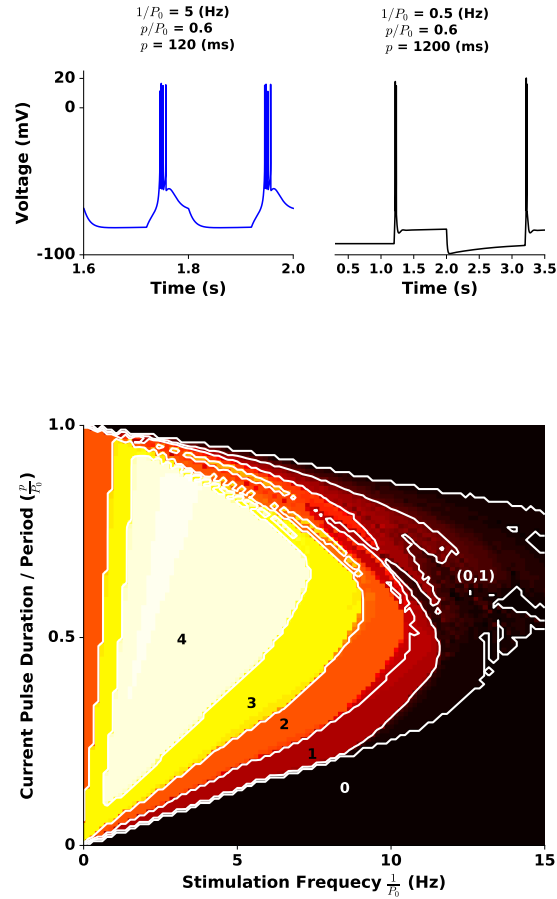 1/P₀ = 5 (Hz)
p/P₀ = 0.6
p = 120 (ms)
1/P₀ = 0.5 (Hz)
p/P₀ = 0.6
p = 1200 (ms)
20
0
-100
Voltage (mV)
1.6 1.8 2.0
Time (s)
0.5 1.0 1.5 2.0 2.5 3.0 3.5
Time (s)
1.0
0.5
0
Current Pulse Duration / Period (p/P₀)
(0,1)
4
3
2
1
0
0 5 10 15
Stimulation Frequecy 1/P₀ (Hz)